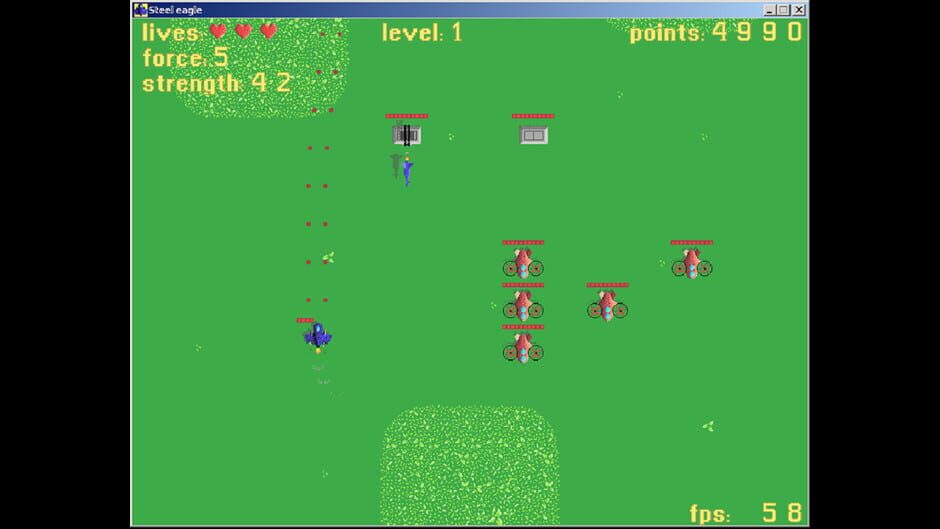 Steel eagle
lives: level: 1 points: 4 9 9 0
force: 5
strength: 4 2
fps: 5 8